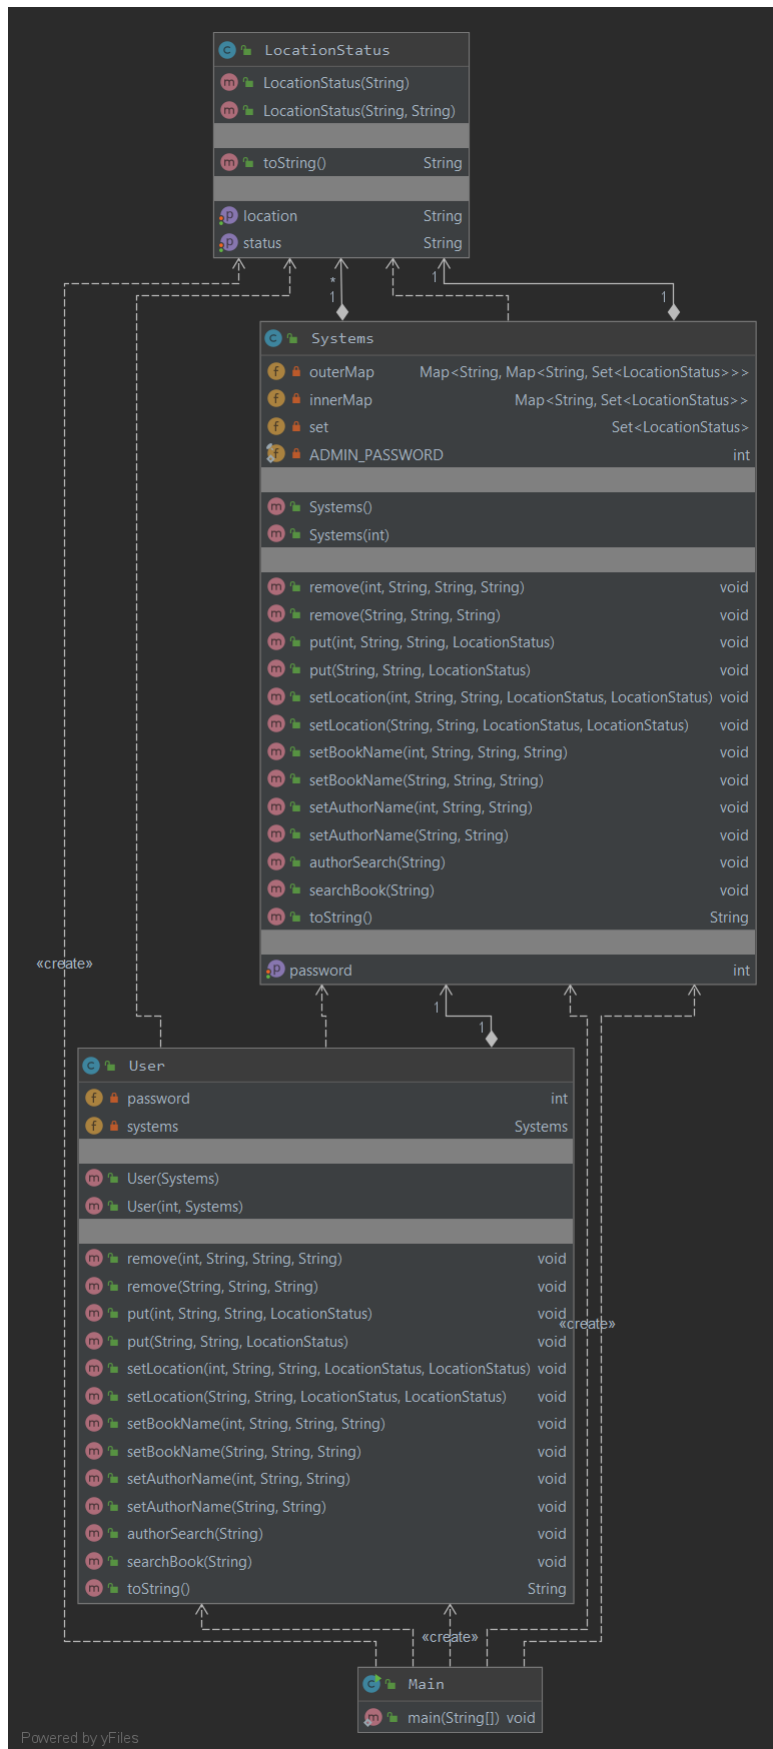 LocationStatus
LocationStatus(String)
LocationStatus(String, String)
toString() String
location String
status String
*
1
1
1
Systems
outerMap Map<String, Map<String, Set<LocationStatus>>>
innerMap Map<String, Set<LocationStatus>>
set Set<LocationStatus>
ADMIN_PASSWORD int
Systems()
Systems(int)
remove(int, String, String, String) void
remove(String, String, String) void
put(int, String, String, LocationStatus) void
put(String, String, LocationStatus) void
setLocation(int, String, String, LocationStatus, LocationStatus) void
setLocation(String, String, LocationStatus, LocationStatus) void
setBookName(int, String, String, String) void
setBookName(String, String, String) void
setAuthorName(int, String, String) void
setAuthorName(String, String) void
authorSearch(String) void
searchBook(String) void
toString() String
«create»
password int
1
1
User
password int
systems Systems
User(Systems)
User(int, Systems)
remove(int, String, String, String) void
remove(String, String, String) void
put(int, String, String, LocationStatus) void
«create»
put(String, String, LocationStatus) void
setLocation(int, String, String, LocationStatus, LocationStatus) void
setLocation(String, String, LocationStatus, LocationStatus) void
setBookName(int, String, String, String) void
setBookName(String, String, String) void
setAuthorName(int, String, String) void
setAuthorName(String, String) void
authorSearch(String) void
searchBook(String) void
toString() String
«create»
Main
main(String[]) void
Powered by yFiles